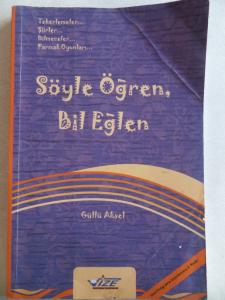 Tekerlemeler...
Şiirler...
Bilmeceler...
Parmak Oyunları...
Söyle Öğren,
Bil Eğlen
Güllü Aksel
VİZE